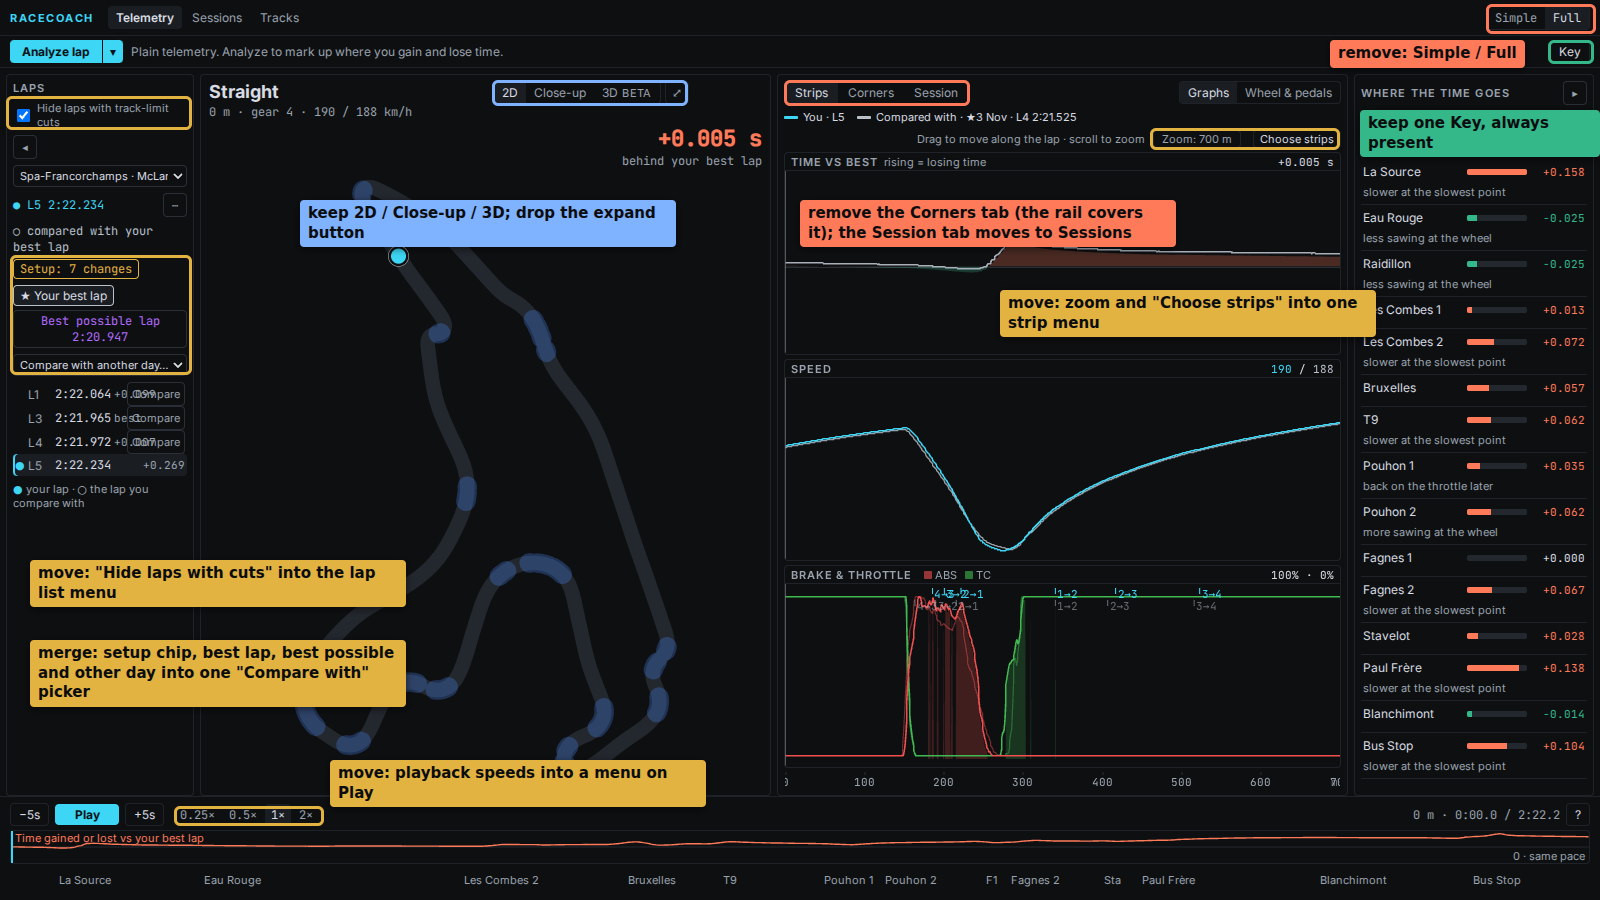 RACECOACH Telemetry Sessions Tracks Simple Full
Analyze lap ▾ Plain telemetry. Analyze to mark up where you gain and lose time. remove: Simple / Full Key
LAPS
Hide laps with track-limit
cuts
◂
Spa-Francorchamps · McLar
● L5 2:22.234 …
○ compared with your
best lap
Setup: 7 changes
★ Your best lap
Best possible lap
2:20.947
Compare with another day...
L1 2:22.064
L3 2:21.965 best Compare
L4 2:21.972 +0.007 Compare
L5 2:22.234 +0.269
● your lap · ○ the lap you
compare with
move: "Hide laps with cuts" into the lap
list menu
merge: setup chip, best lap, best possible
and other day into one "Compare with"
picker
Straight
0 m · gear 4 · 190 / 188 km/h
2D Close-up 3D BETA ⤢
+0.005 s
behind your best lap
keep 2D / Close-up / 3D; drop the expand
button
move: playback speeds into a menu on
Play
Strips Corners Session Graphs Wheel & pedals
You · L5 Compared with · ★3 Nov · L4 2:21.525
Drag to move along the lap · scroll to zoom Zoom: 700 m Choose strips
TIME VS BEST rising = losing time +0.005 s
remove the Corners tab (the rail covers
it); the Session tab moves to Sessions
move: zoom and "Choose strips" into one
strip menu
SPEED 190 / 188
BRAKE & THROTTLE ABS TC 100% · 0%
2→1 1→2 2→3 3→4
1→2 2→3 3→4
100 200 300 400 500 600
WHERE THE TIME GOES ▸
keep one Key, always
present
La Source +0.158
slower at the slowest point
Eau Rouge -0.025
less sawing at the wheel
Raidillon -0.025
less sawing at the wheel
Combes 1 +0.013
Les Combes 2 +0.072
slower at the slowest point
Bruxelles +0.057
T9 +0.062
slower at the slowest point
Pouhon 1 +0.035
back on the throttle later
Pouhon 2 +0.062
more sawing at the wheel
Fagnes 1 +0.000
Fagnes 2 +0.067
slower at the slowest point
Stavelot +0.028
Paul Frère +0.138
slower at the slowest point
Blanchimont -0.014
Bus Stop +0.104
slower at the slowest point
−5s Play +5s 0.25× 0.5× 1× 2× 0 m · 0:00.0 / 2:22.2 ?
Time gained or lost vs your best lap
0 · same pace
La Source Eau Rouge Les Combes 2 Bruxelles T9 Pouhon 1 Pouhon 2 F1 Fagnes 2 Sta Paul Frère Blanchimont Bus Stop